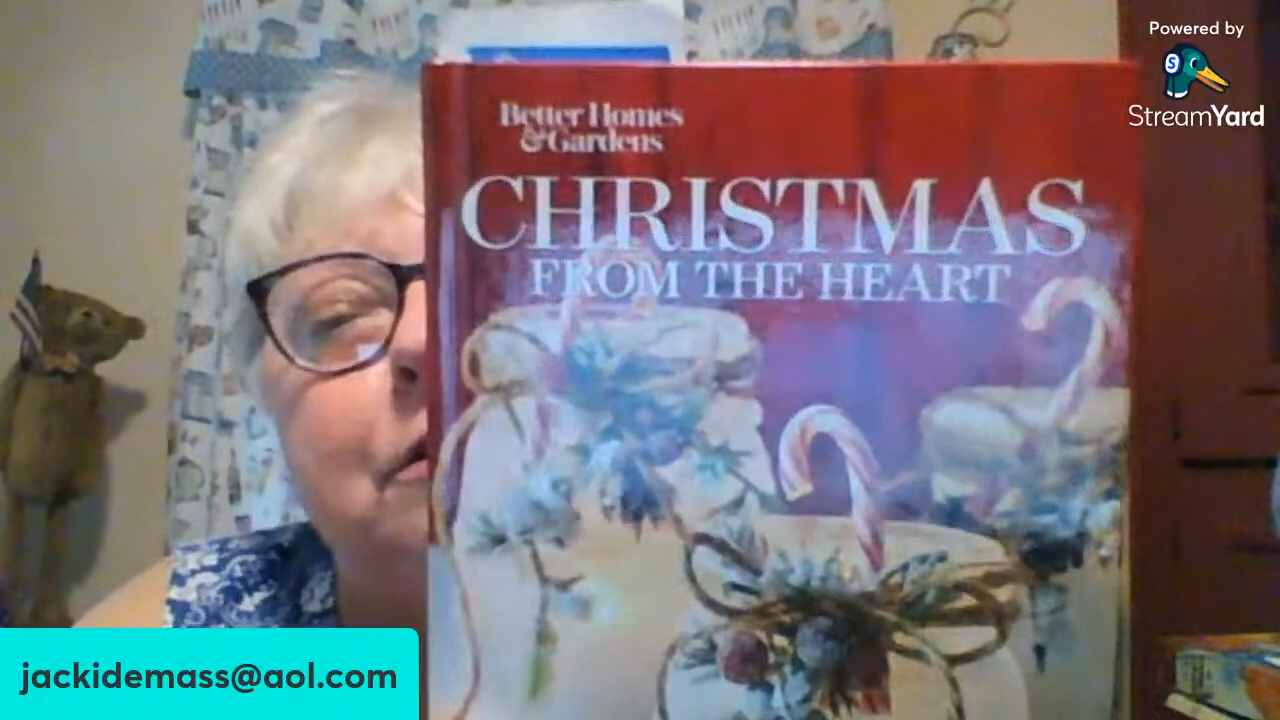 Powered by
S
StreamYard
Better Homes
& Gardens
CHRISTMAS
FROM THE HEART
jackidemass@aol.com